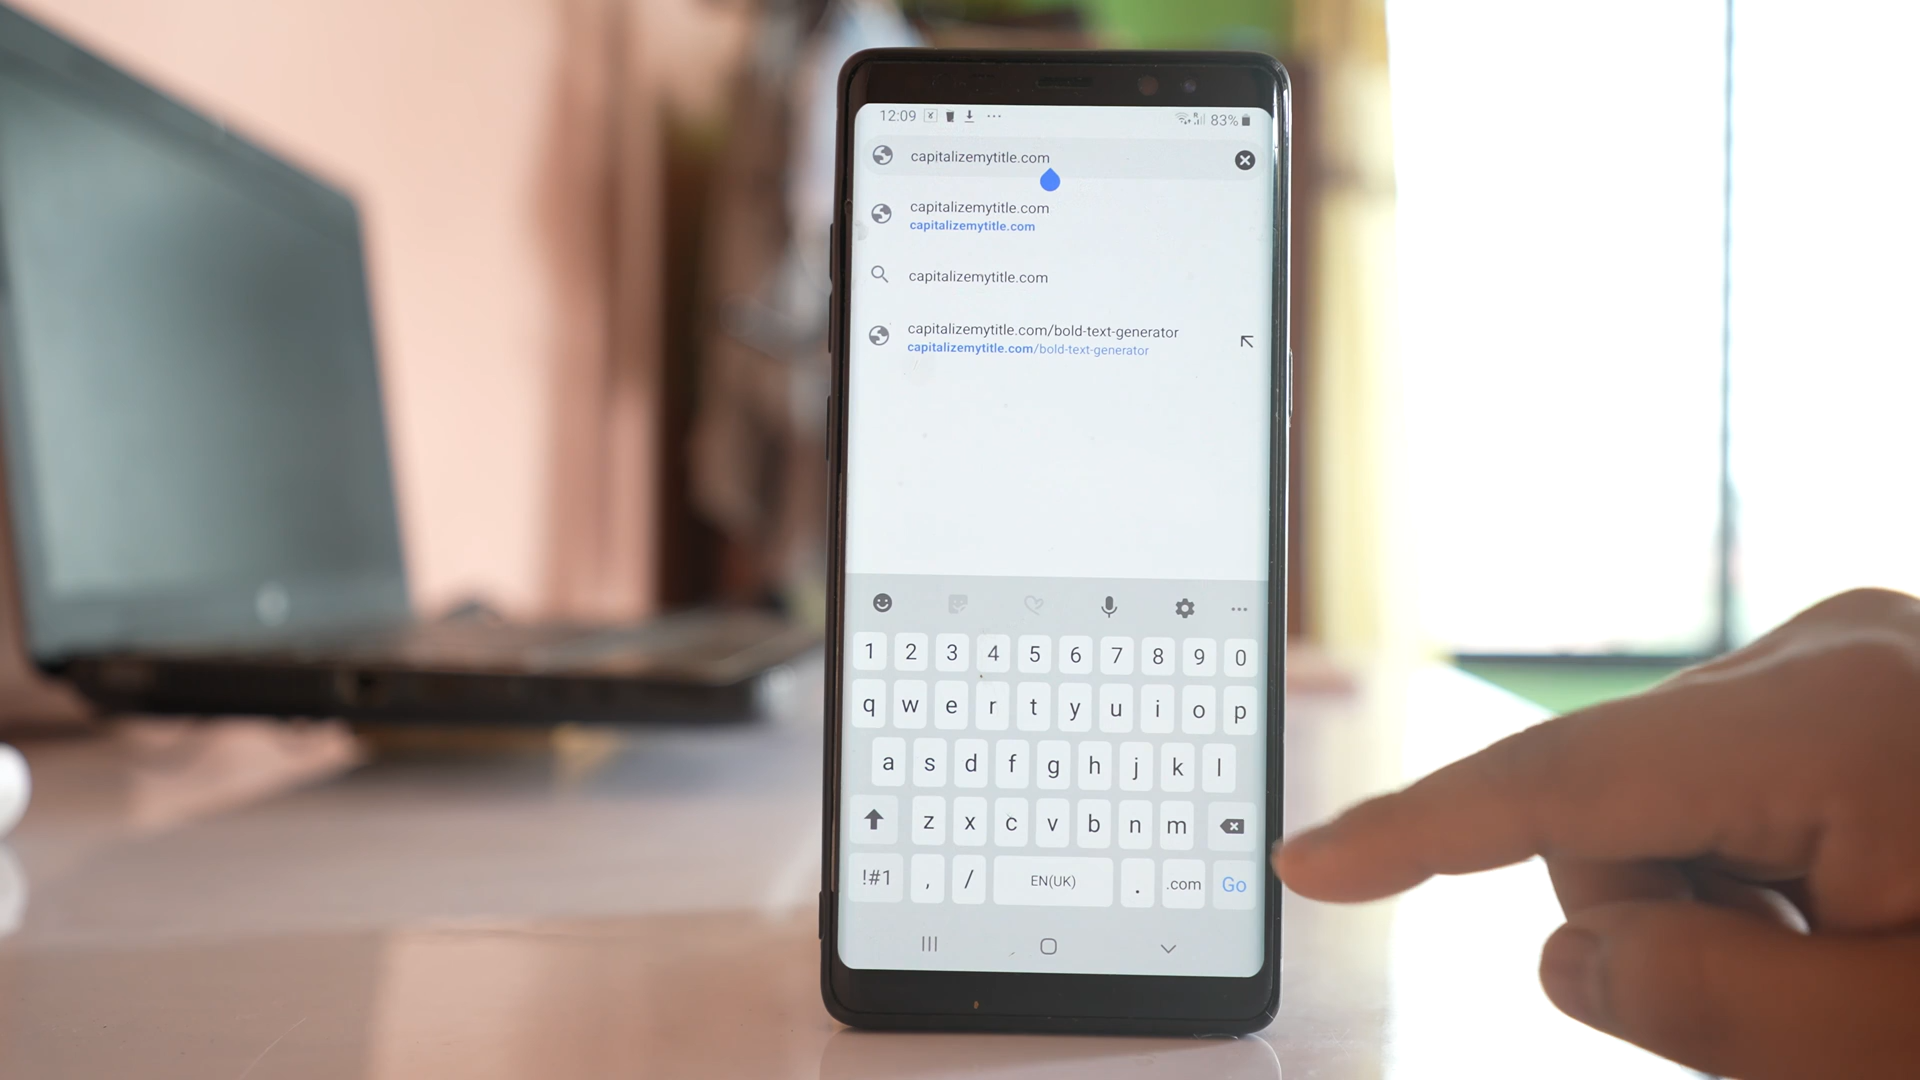 12:09 83%
capitalizemytitle.com
capitalizemytitle.com
capitalizemytitle.com
capitalizemytitle.com
capitalizemytitle.com/bold-text-generator
capitalizemytitle.com/bold-text-generator
1 2 3 4 5 6 7 8 9 0
q w e r t y u i o p
a s d f g h j k l
z x c v b n m
!#1 , / EN(UK) . .com Go